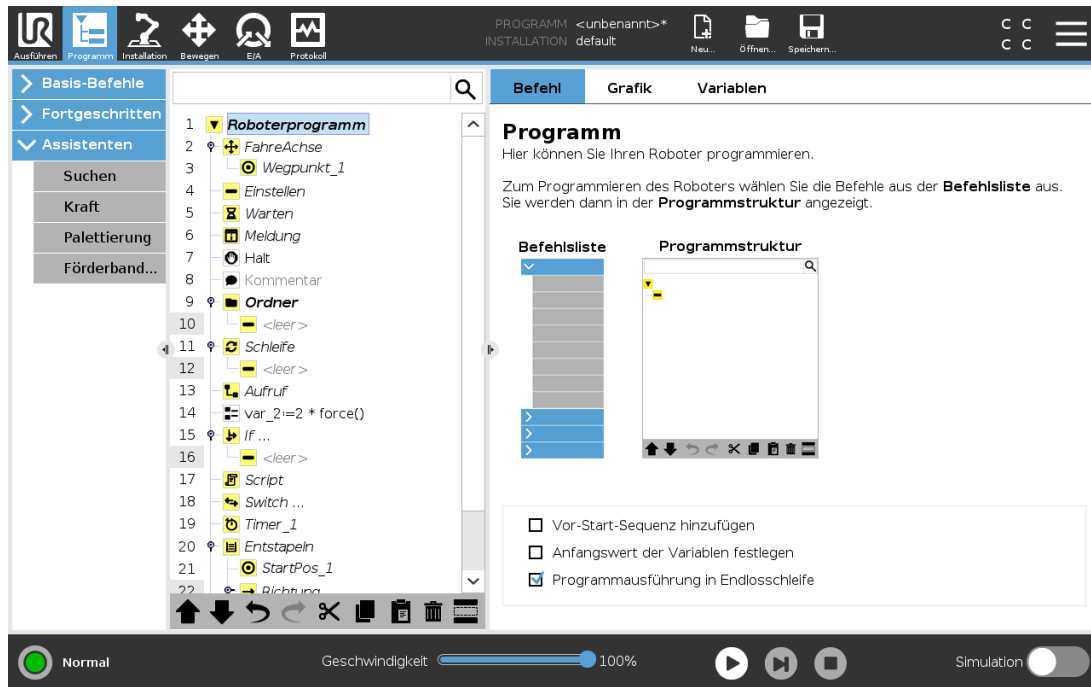 PROGRAMM <unbenannt>*
INSTALLATION default
Ausführen
Programm
Installation
Bewegen
E/A
Protokoll
Neu...
Öffnen...
Speichern...
C C
C C
Basis-Befehle
Fortgeschritten
Assistenten
Suchen
Kraft
Palettierung
Förderband...
1 Roboterprogramm
2 FahreAchse
3 Wegpunkt_1
4 Einstellen
5 Warten
6 Meldung
7 Halt
8 Kommentar
9 Ordner
10 <leer>
11 Schleife
12 <leer>
13 Aufruf
14 var_2:=2 * force()
15 If ...
16 <leer>
17 Script
18 Switch ...
19 Timer_1
20 Entstapeln
21 StartPos_1
22 Richtung
Befehl
Grafik
Variablen
Programm
Hier können Sie Ihren Roboter programmieren.
Zum Programmieren des Roboters wählen Sie die Befehle aus der Befehlsliste aus.
Sie werden dann in der Programmstruktur angezeigt.
Befehlsliste
Programmstruktur
Vor-Start-Sequenz hinzufügen
Anfangswert der Variablen festlegen
Programmausführung in Endlosschleife
Normal
Geschwindigkeit
100%
Simulation